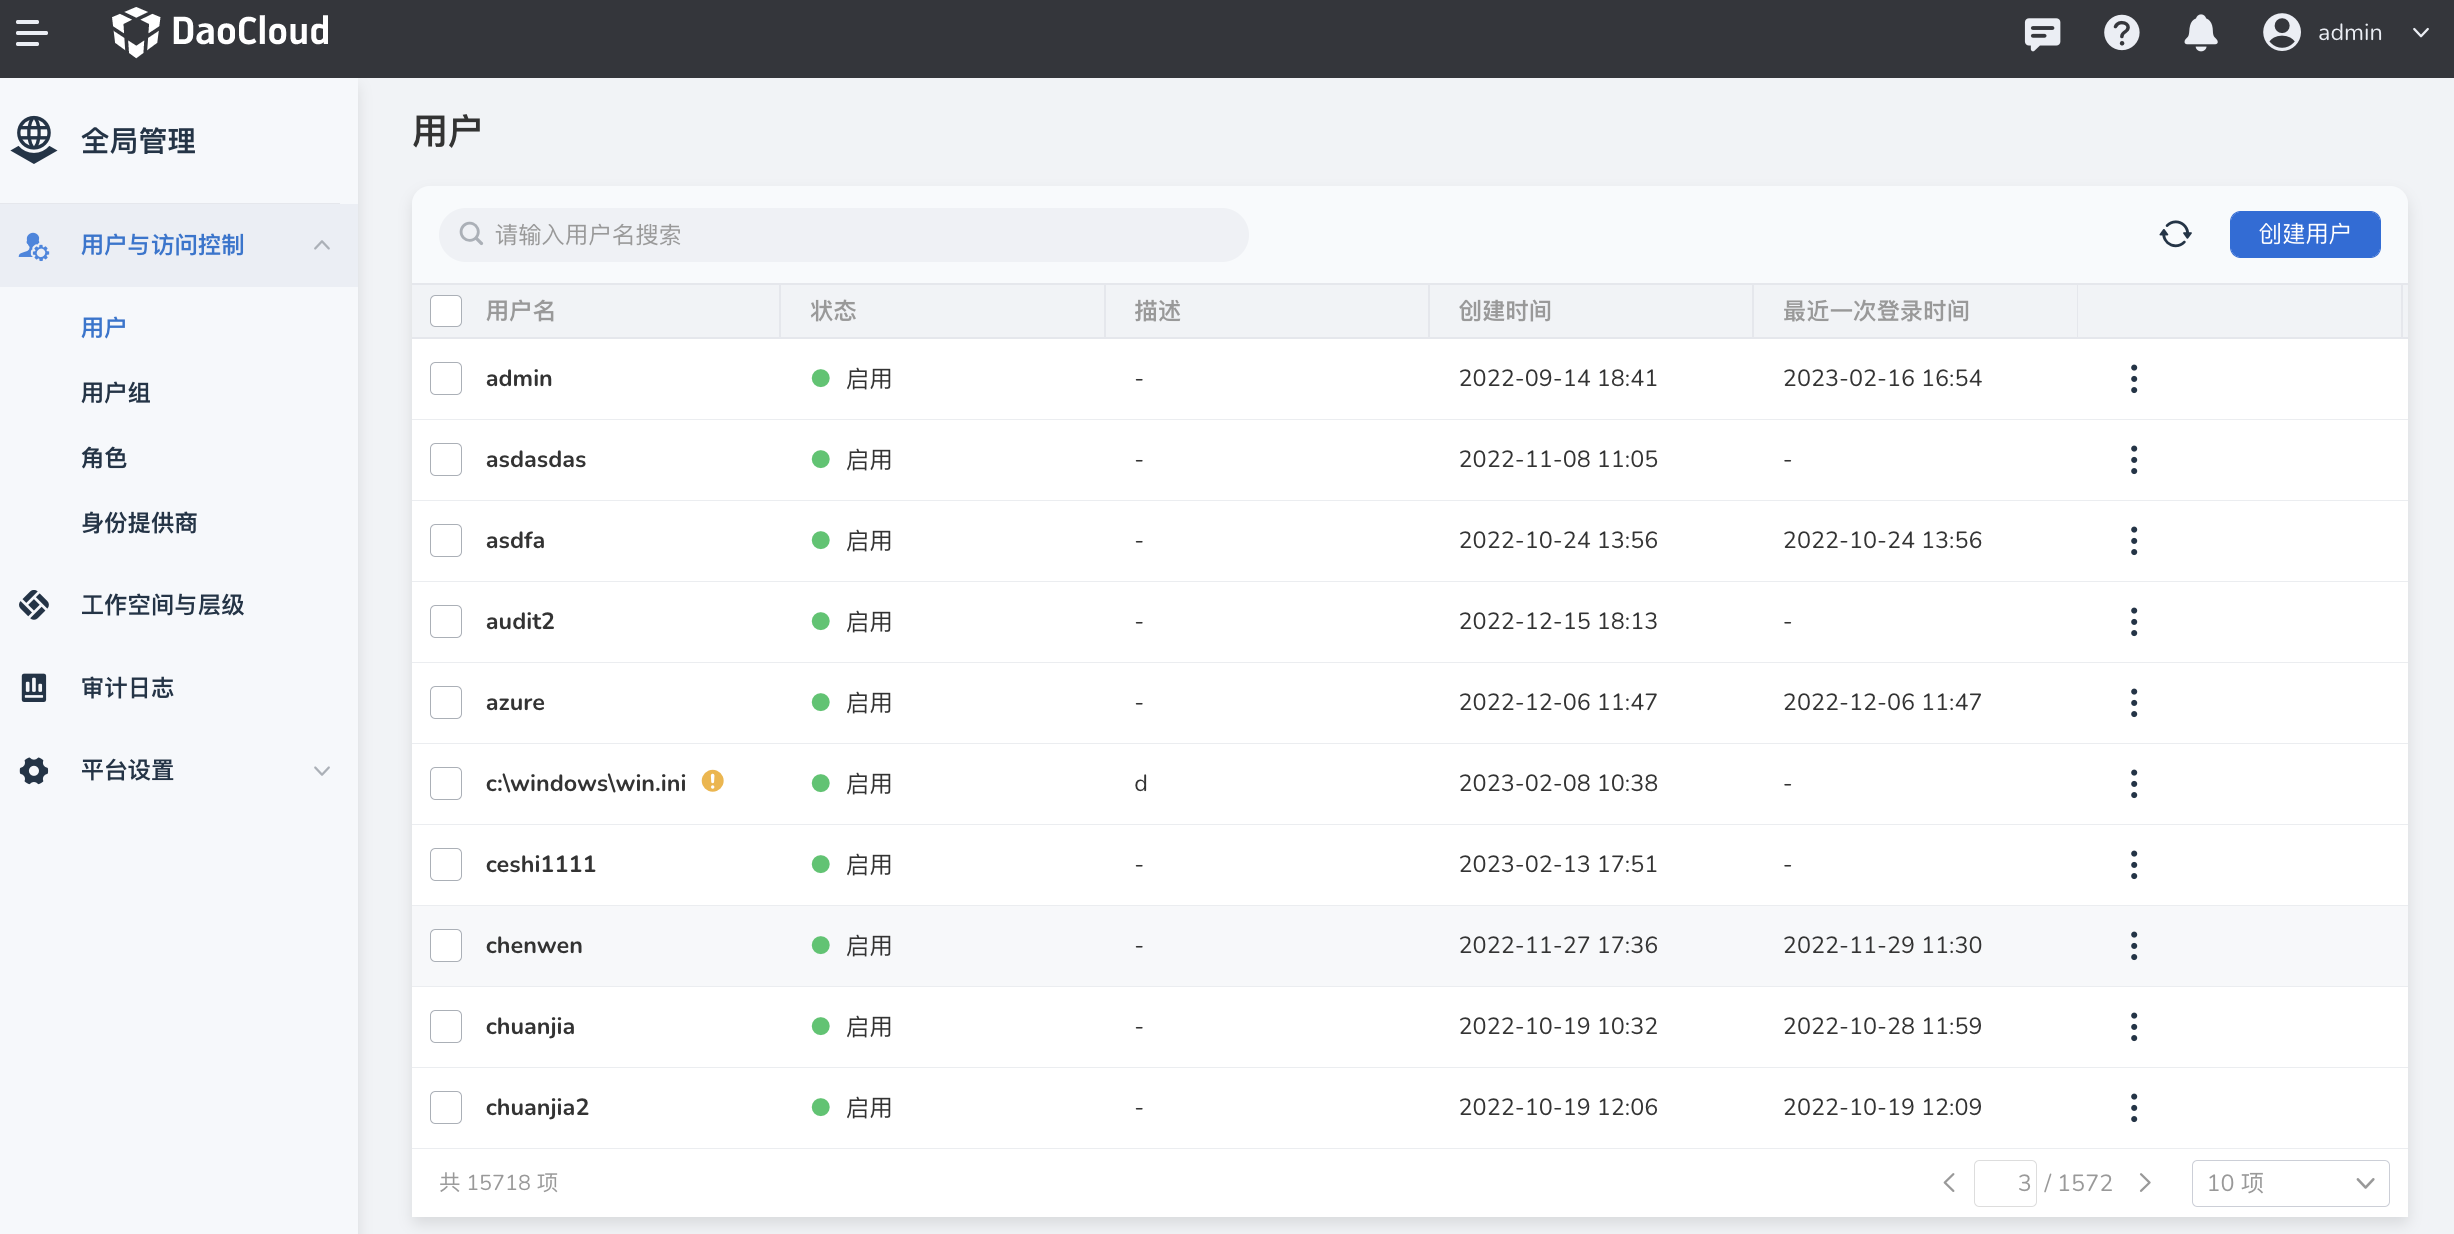 DaoCloud
admin
全局管理
用户与访问控制
用户
用户组
角色
身份提供商
工作空间与层级
审计日志
平台设置
用户
请输入用户名搜索
创建用户
用户名 状态 描述 创建时间 最近一次登录时间
admin 启用 - 2022-09-14 18:41 2023-02-16 16:54
asdasdas 启用 - 2022-11-08 11:05 -
asdfa 启用 - 2022-10-24 13:56 2022-10-24 13:56
audit2 启用 - 2022-12-15 18:13 -
azure 启用 - 2022-12-06 11:47 2022-12-06 11:47
c:\windows\win.ini 启用 d 2023-02-08 10:38 -
ceshi1111 启用 - 2023-02-13 17:51 -
chenwen 启用 - 2022-11-27 17:36 2022-11-29 11:30
chuanjia 启用 - 2022-10-19 10:32 2022-10-28 11:59
chuanjia2 启用 - 2022-10-19 12:06 2022-10-19 12:09
共 15718 项 3 / 1572 10 项